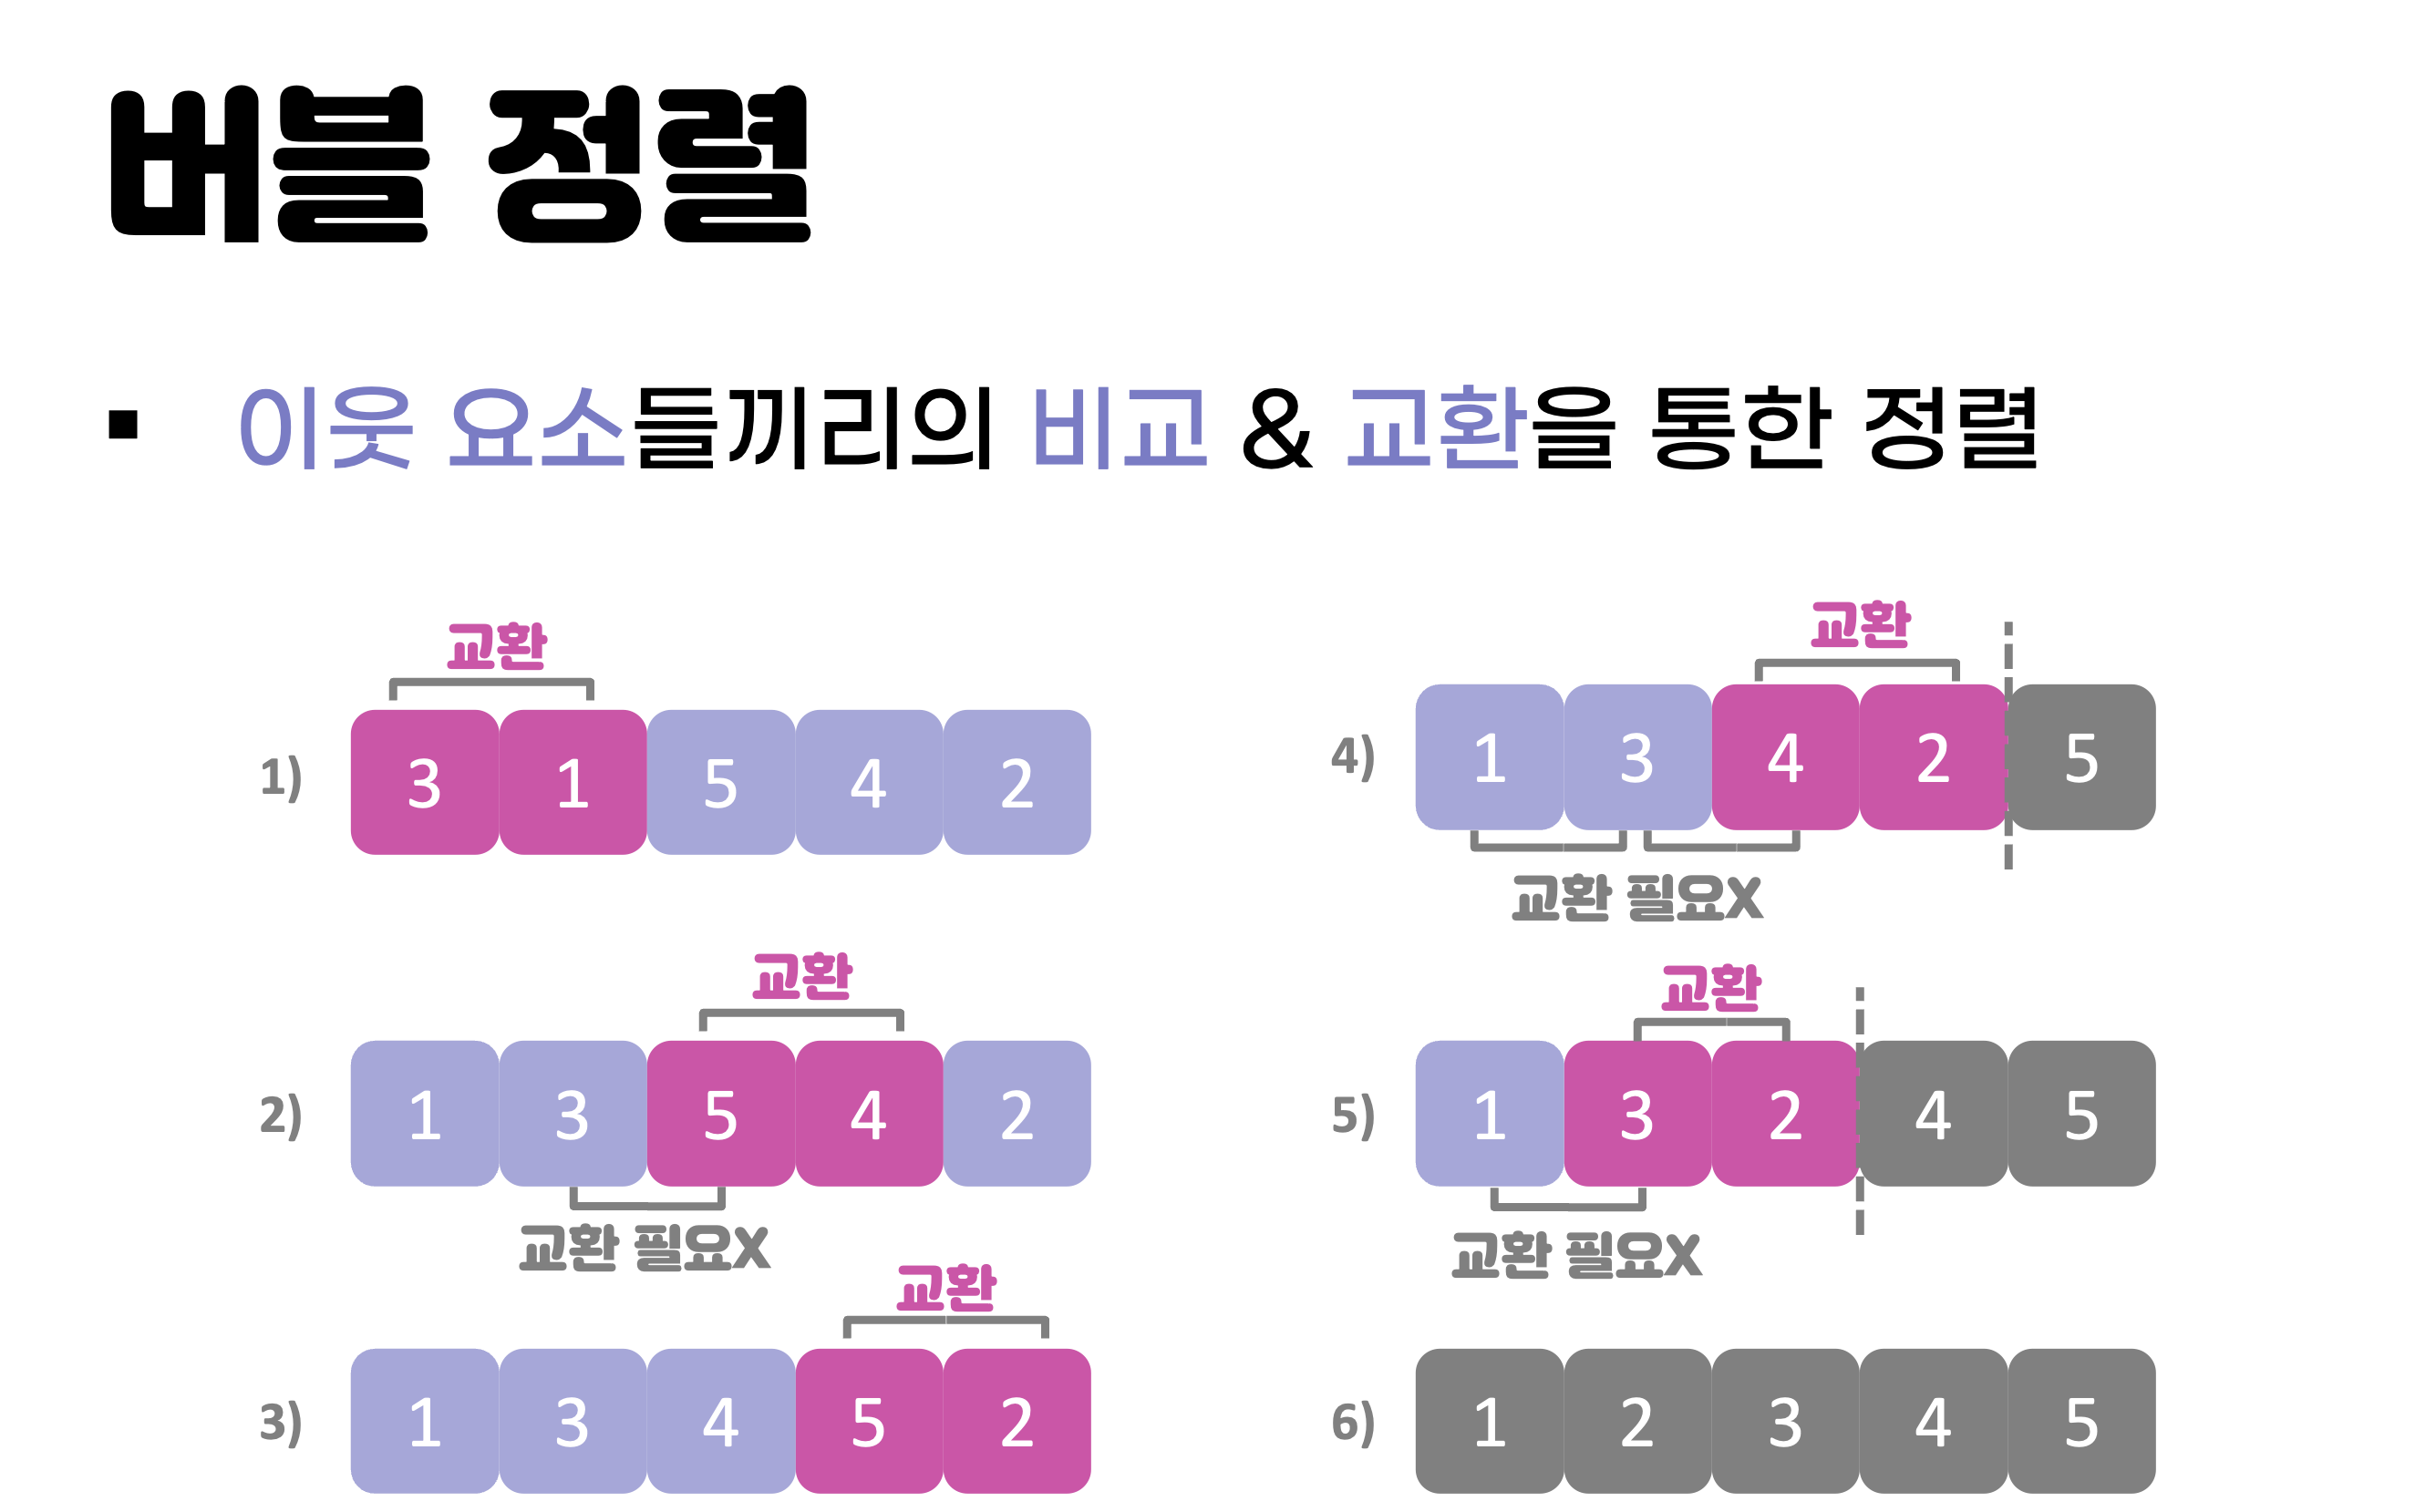 버블 정렬
▪ 이웃 요소들끼리의 비교 & 교환을 통한 정렬
교환
1) 3 1 5 4 2
교환
2) 1 3 5 4 2
교환 필요X
교환
3) 1 3 4 5 2
교환
4) 1 3 4 2 5
교환 필요X
교환
5) 1 3 2 4 5
교환 필요X
6) 1 2 3 4 5